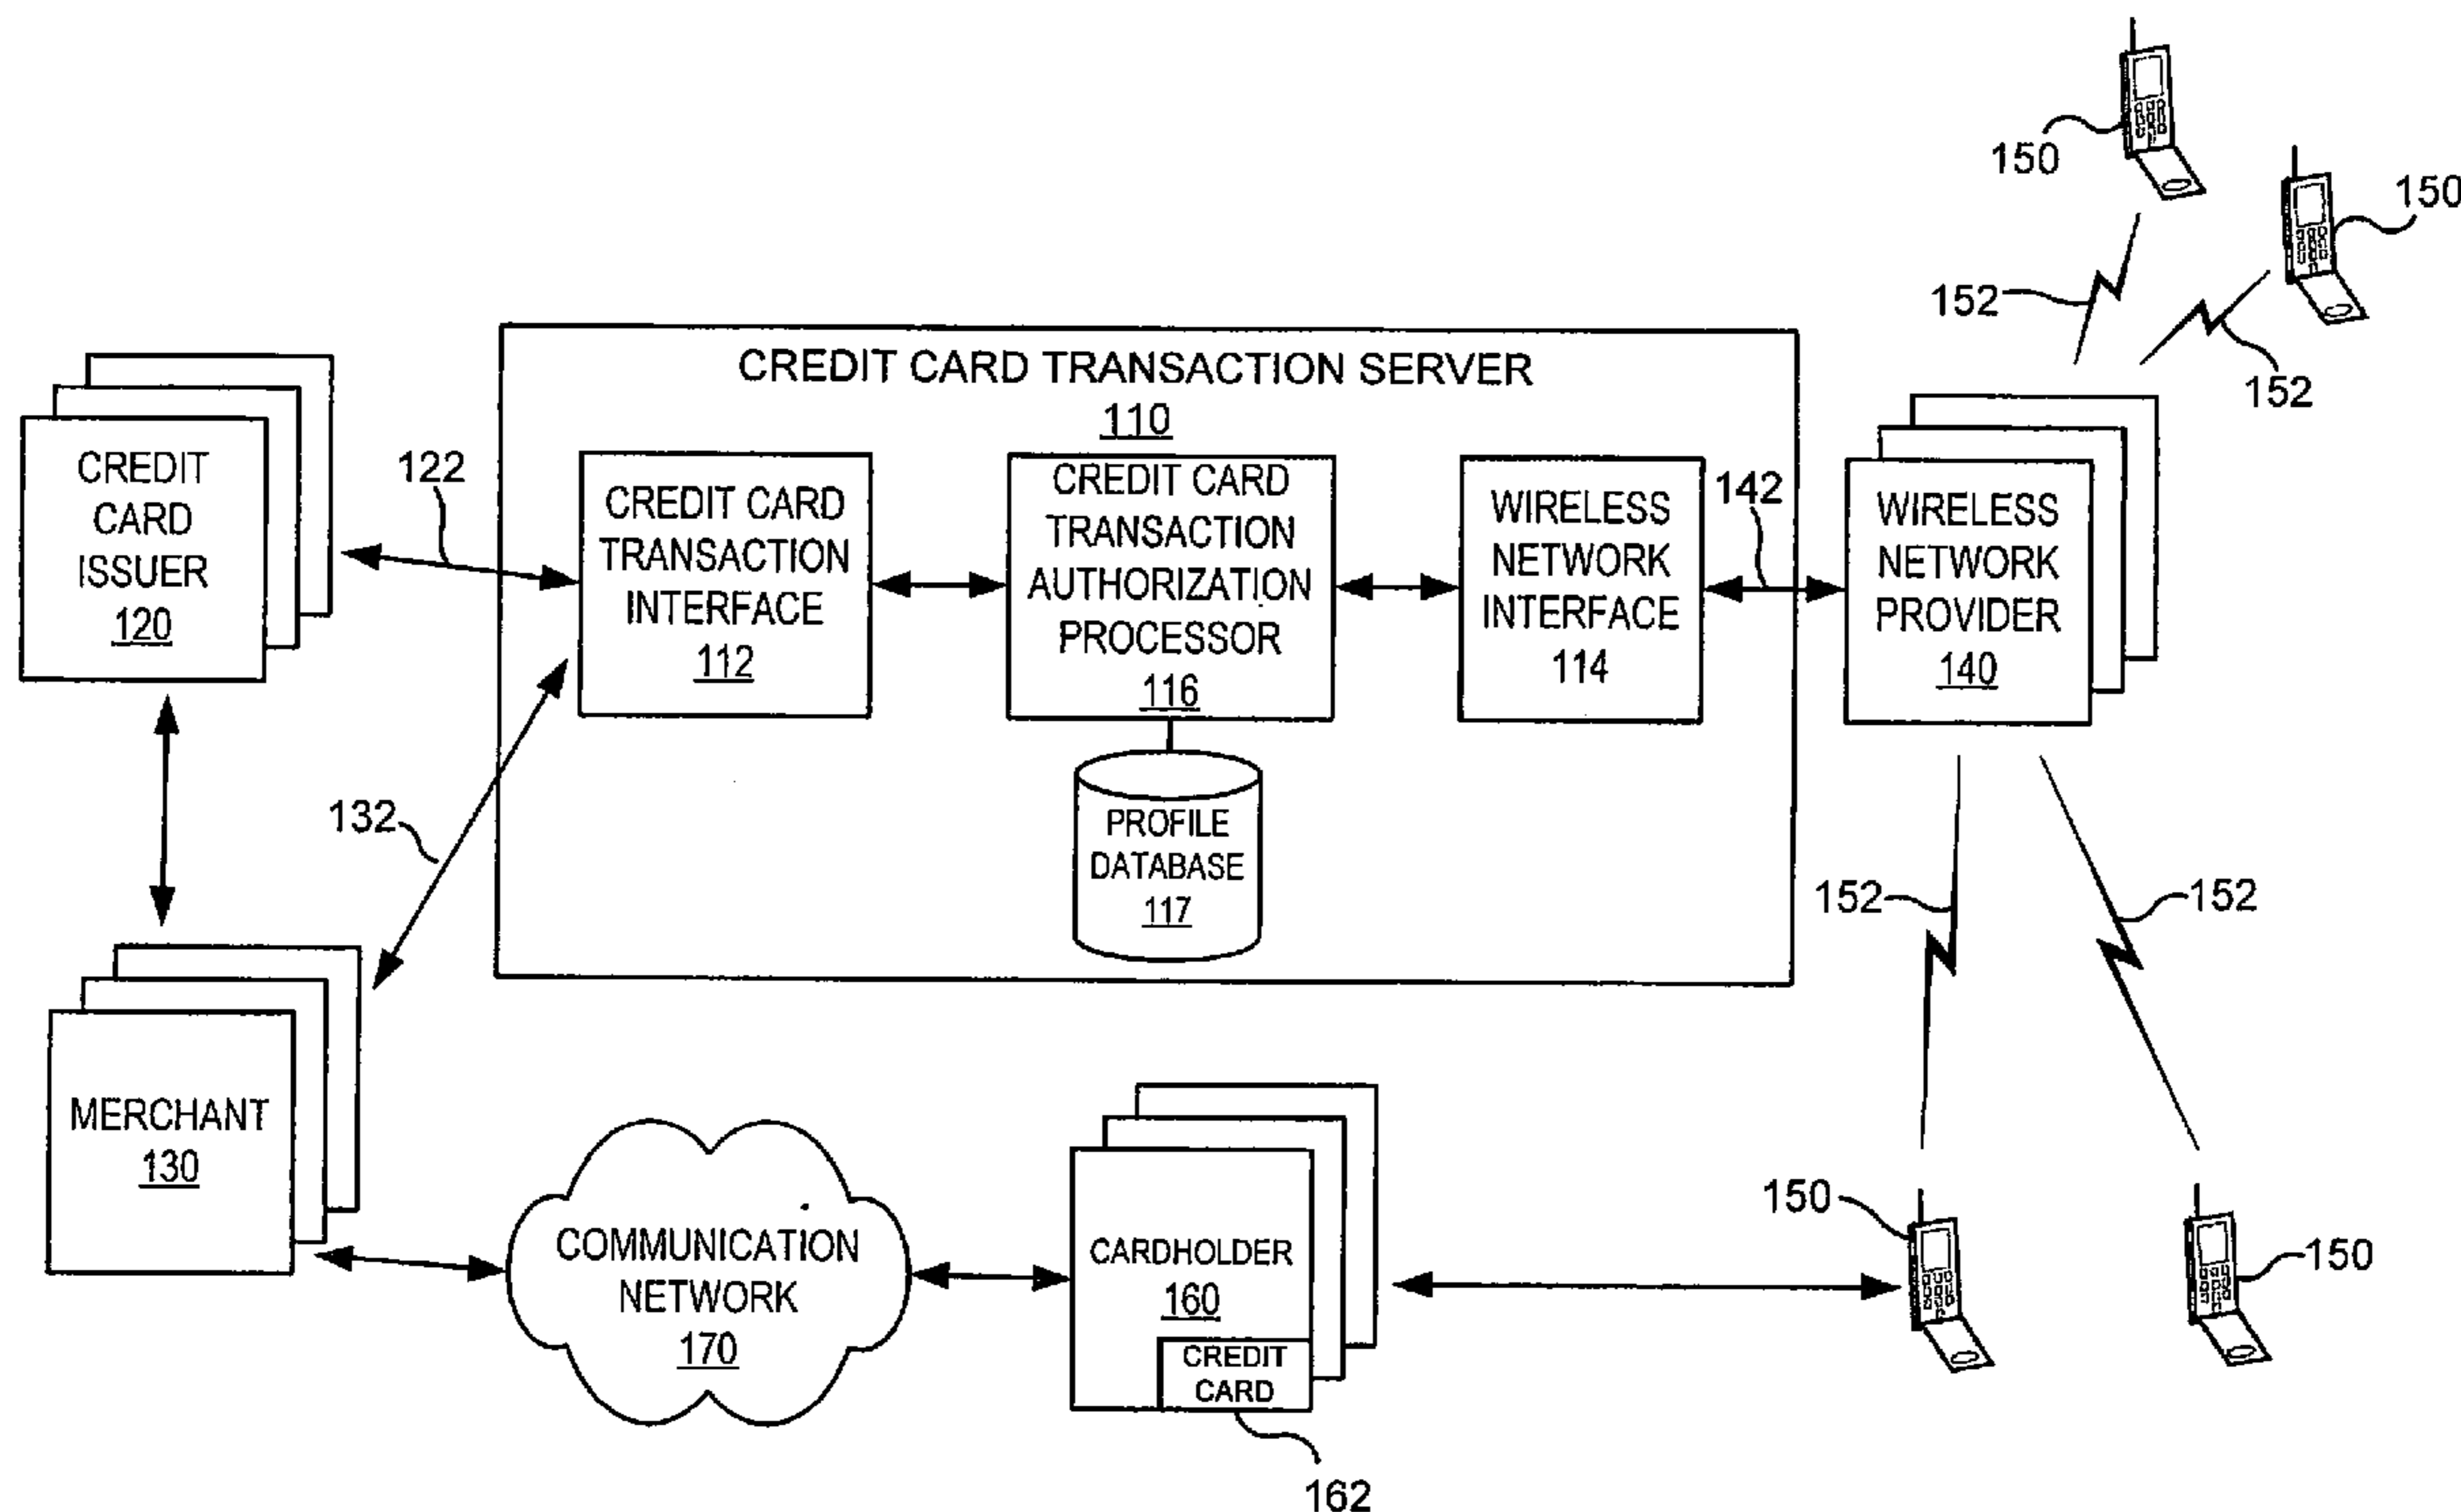 150
150
152
152
CREDIT CARD TRANSACTION SERVER
110
CREDIT
CARD
ISSUER
120
122
CREDIT CARD
TRANSACTION
INTERFACE
112
CREDIT CARD
TRANSACTION
AUTHORIZATION
PROCESSOR
116
WIRELESS
NETWORK
INTERFACE
114
142
WIRELESS
NETWORK
PROVIDER
140
132
PROFILE
DATABASE
117
152
152
MERCHANT
130
COMMUNICATION
NETWORK
170
CARDHOLDER
160
CREDIT
CARD
162
150
150